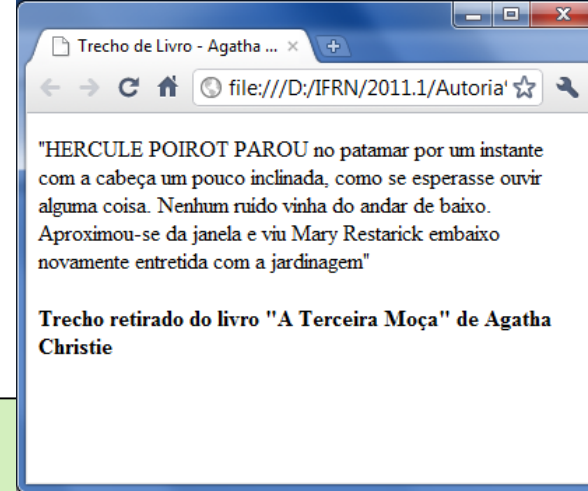 Trecho de Livro - Agatha ...
file:///D:/IFRN/2011.1/Autoria'
"HERCULE POIROT PAROU no patamar por um instante
com a cabeça um pouco inclinada, como se esperasse ouvir
alguma coisa. Nenhum ruído vinha do andar de baixo.
Aproximou-se da janela e viu Mary Restarick embaixo
novamente entretida com a jardinagem"
Trecho retirado do livro "A Terceira Moça" de Agatha
Christie